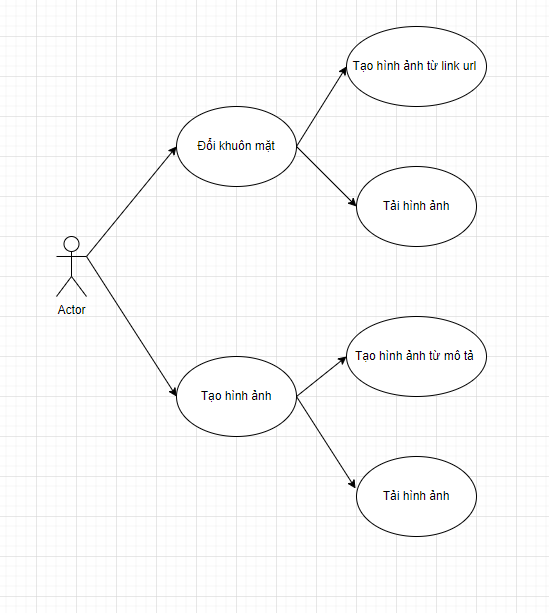 Tạo hình ảnh từ link url
Đổi khuôn mặt
Tải hình ảnh
Actor
Tạo hình ảnh từ mô tả
Tạo hình ảnh
Tải hình ảnh